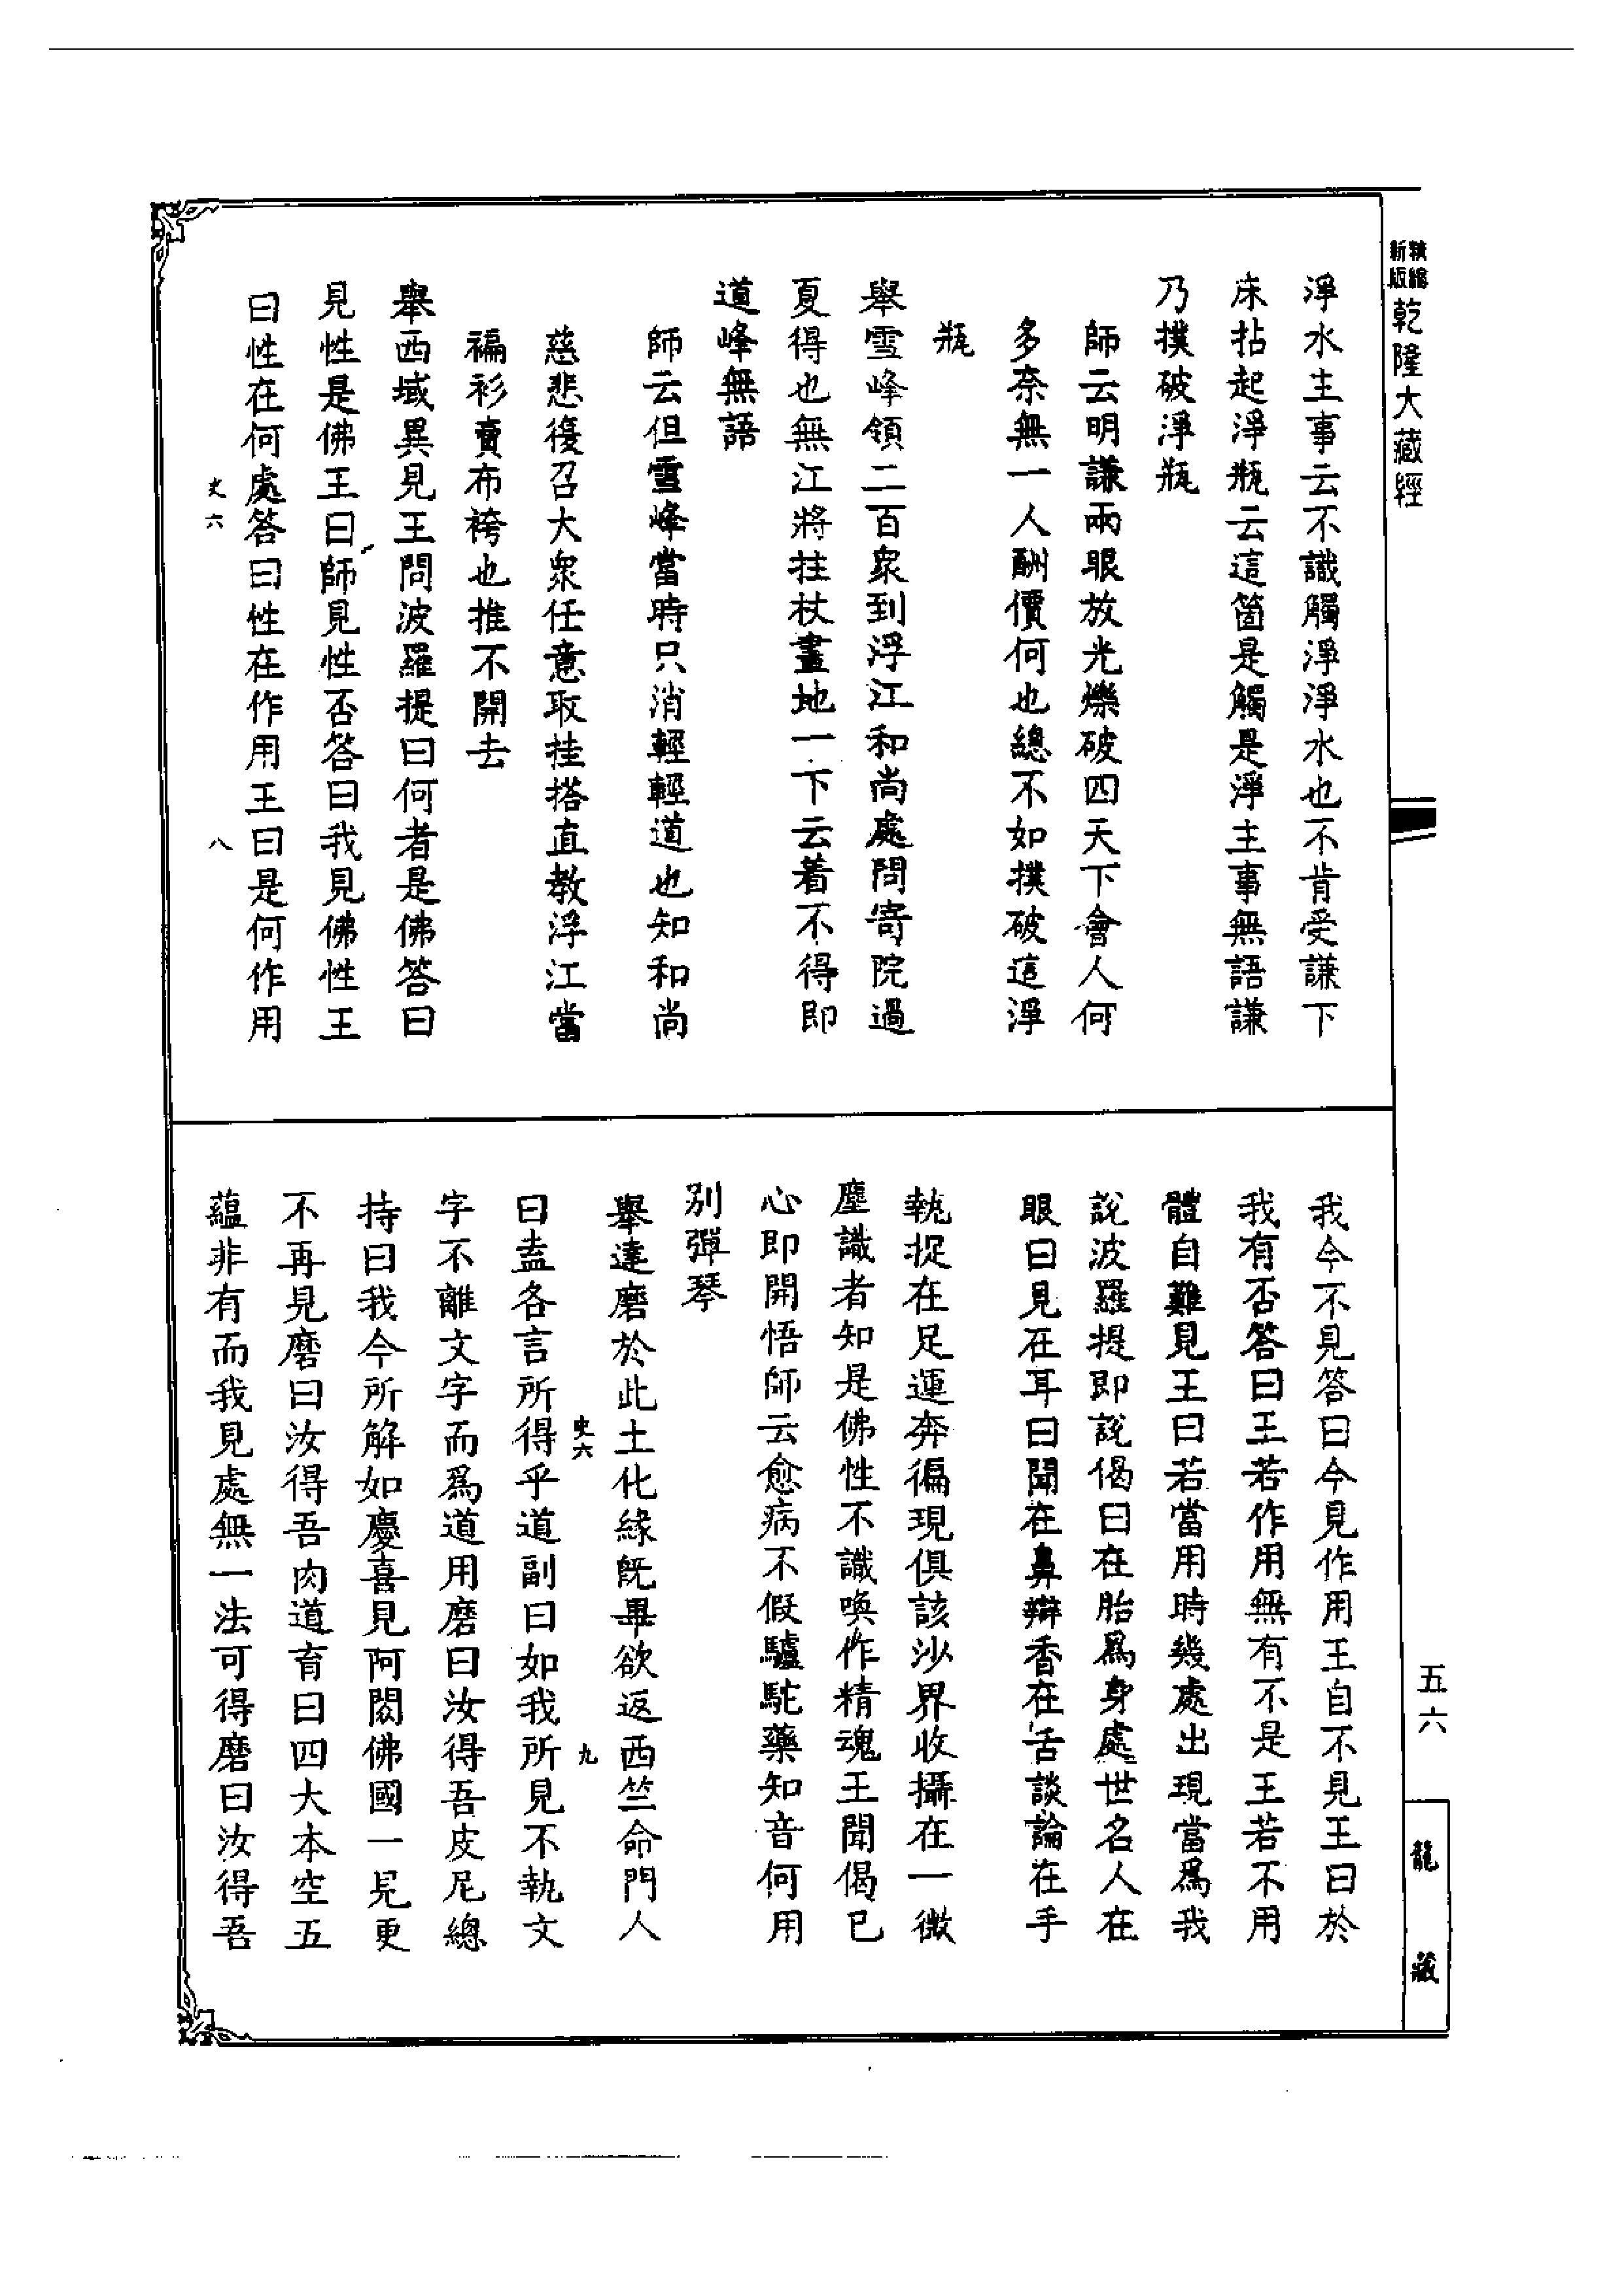 精縮新版乾隆大藏經
淨水主事云不識觸淨淨水也不肯受謙下
床拈起淨瓶云這箇是觸是淨主事無語謙
乃撲破淨瓶
師云明謙兩眼放光爍破四天下會人何
多奈無一人酬價何也總不如撲破這淨
瓶
舉雪峰領二百衆到浮江和尚處問寄院過
夏得也無江將拄杖畫地一下云着不得即
道峰無語
師云但雪峰當時只消輕輕道也知和尚
慈悲復召大衆任意取挂搭直教浮江當
褊衫賣布袴也推不開去
舉西域異見王問波羅提曰何者是佛答曰
見性是佛王曰師見性否答曰我見佛性王
曰性在何處答曰性在作用王曰是何作用
史六
八
五六
龍藏
我今不見答曰今見作用王自不見王曰於
我有否答曰王若作用無有不是王若不用
體自難見王曰若當用時幾處出現當爲我
說波羅提即說偈曰在胎爲身處世名人在
眼曰見在耳曰聞在鼻辯香在舌談論在手
執捉在足運奔徧現俱該沙界收攝在一微
塵識者知是佛性不識喚作精魂王聞偈已
心即開悟師云愈病不假驢駝藥知音何用
別彈琴
舉達磨於此土化緣旣畢欲返西竺命門人
史六
九
曰盍各言所得乎道副曰如我所見不執文
字不離文字而爲道用磨曰汝得吾皮尼總
持曰我今所解如慶喜見阿閦佛國一見更
不再見磨曰汝得吾肉道育曰四大本空五
蘊非有而我見處無一法可得磨曰汝得吾